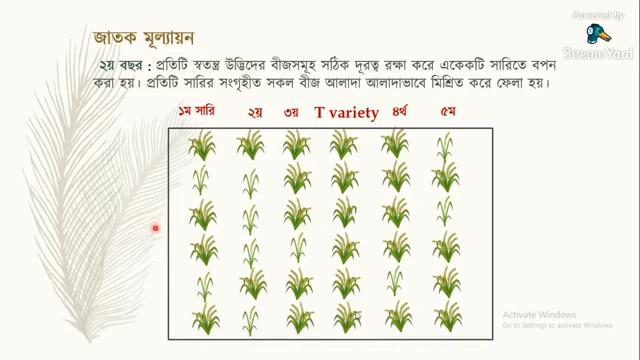 Powered by
StreamYard
জাতক মূল্যায়ন
২য় বছর : প্রতিটি স্বতন্ত্র উদ্ভিদের বীজসমূহ সঠিক দূরত্ব রক্ষা করে একেকটি সারিতে বপন
করা হয়। প্রতিটি সারির সংগৃহীত সকল বীজ আলাদা আলাদাভাবে মিশ্রিত করে ফেলা হয়।
১ম সারি ২য় ৩য় T variety ৪র্থ ৫ম
Activate Windows
Go to Settings to activate Windows.